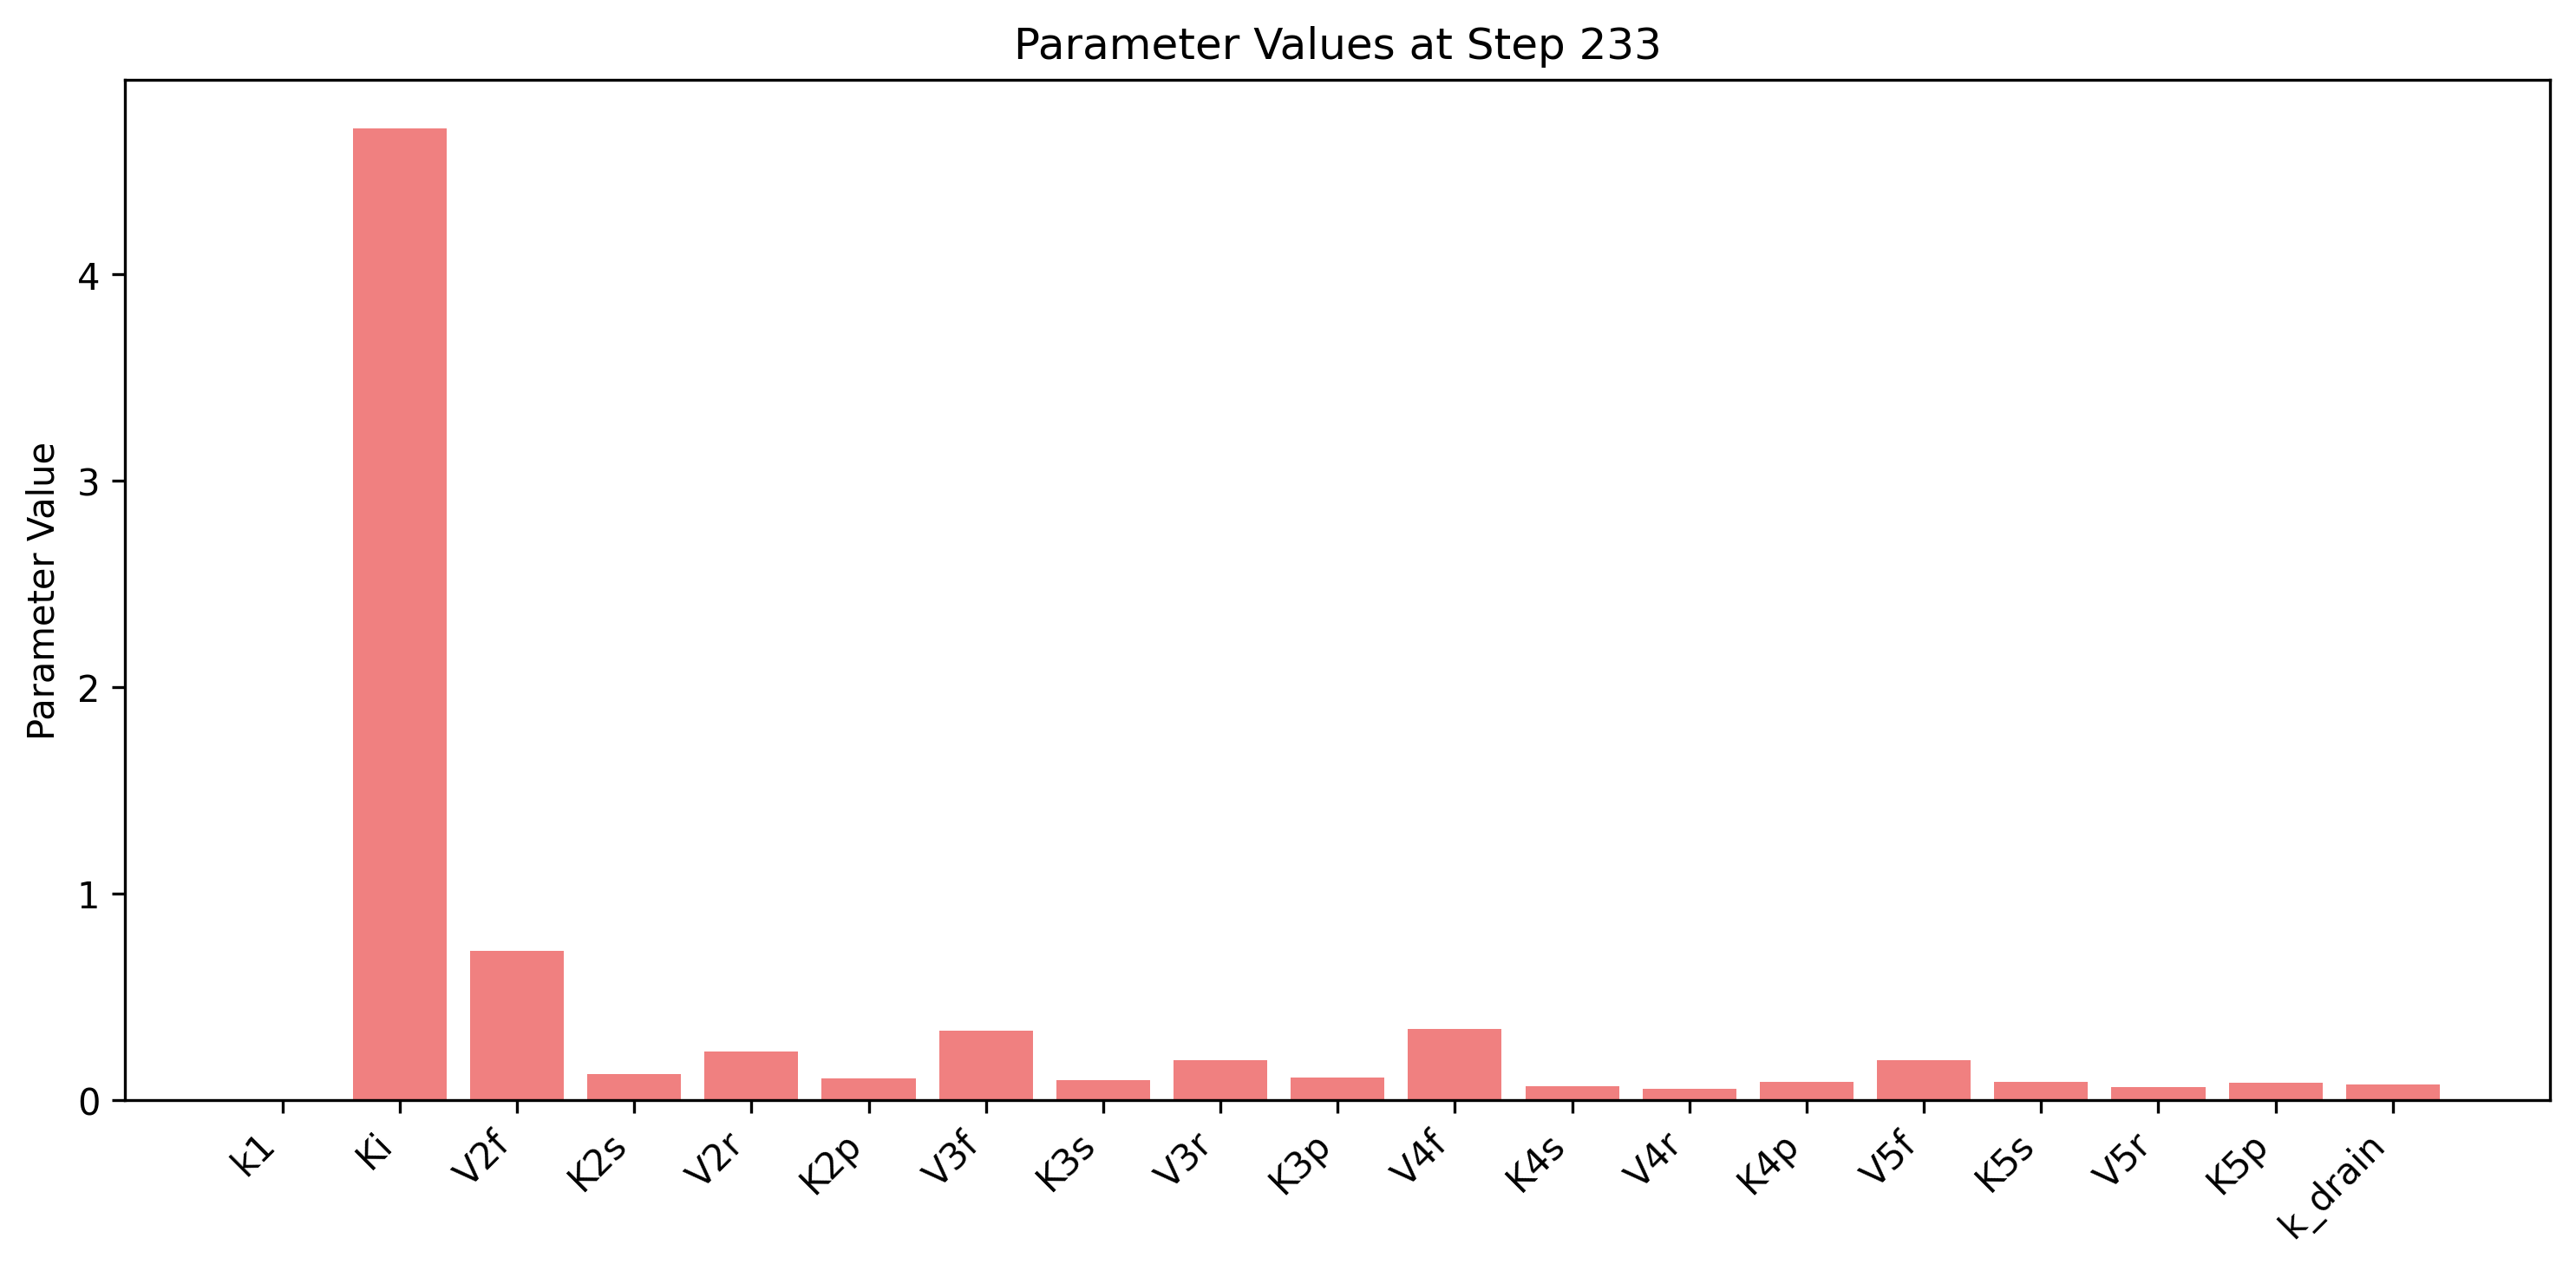 Parameter Values at Step 233
Parameter Value
4
3
2
1
0
k1
Ki
V2f
K2s
V2r
K2p
V3f
K3s
V3r
K3p
V4f
K4s
V4r
K4p
V5f
K5s
V5r
K5p
k_drain